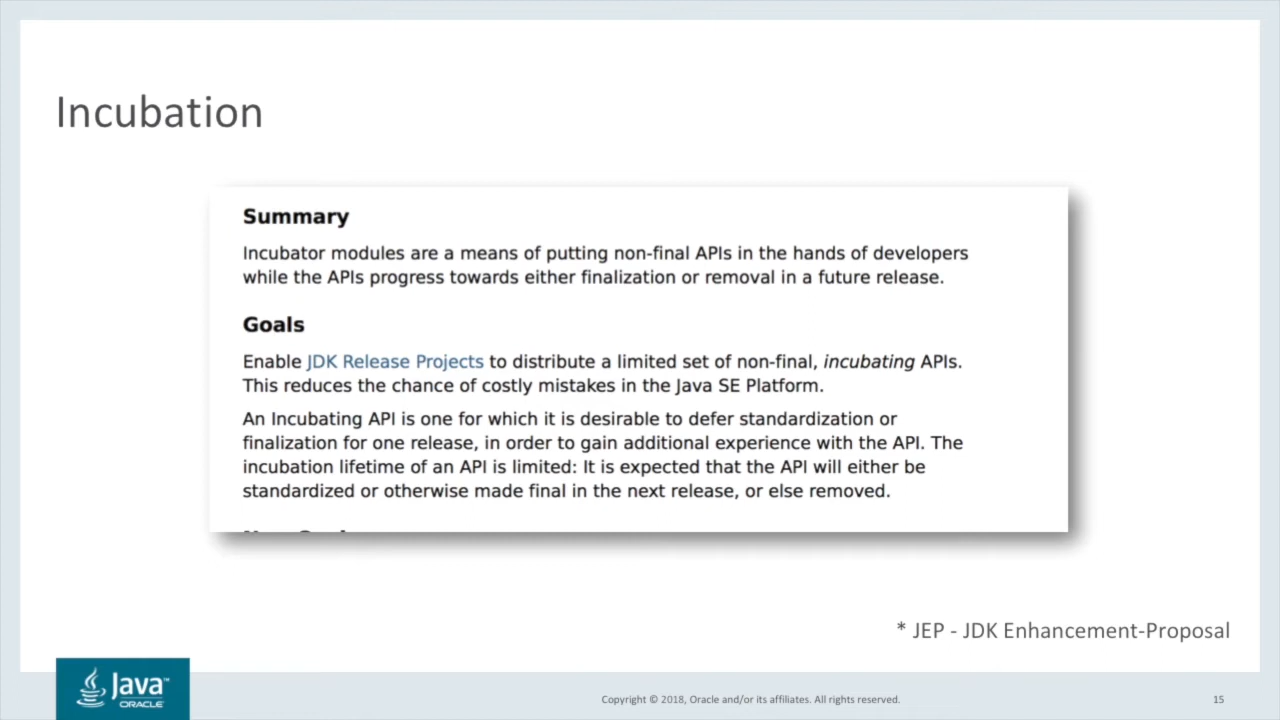 Incubation
Summary
Incubator modules are a means of putting non-final APIs in the hands of developers
while the APIs progress towards either finalization or removal in a future release.
Goals
Enable JDK Release Projects to distribute a limited set of non-final, incubating APIs.
This reduces the chance of costly mistakes in the Java SE Platform.
An Incubating API is one for which it is desirable to defer standardization or
finalization for one release, in order to gain additional experience with the API. The
incubation lifetime of an API is limited: It is expected that the API will either be
standardized or otherwise made final in the next release, or else removed.
* JEP - JDK Enhancement-Proposal
Java™
ORACLE
Copyright © 2018, Oracle and/or its affiliates. All rights reserved.
15